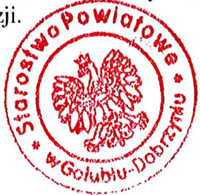 zji.
Starostwo Powiatowe
* w Golubiu-Dobrzyniu *